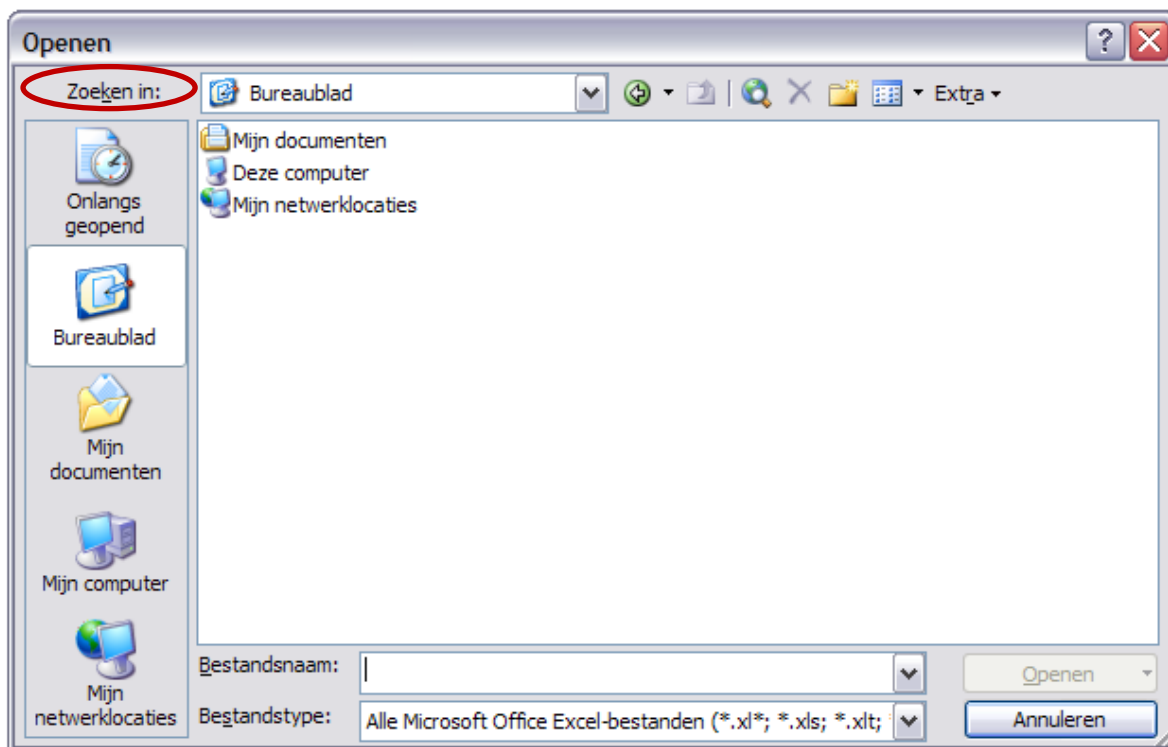 Openen
Zoeken in:
Bureaublad
Extra
Mijn documenten
Deze computer
Mijn netwerklocaties
Onlangs
geopend
Bureaublad
Mijn
documenten
Mijn computer
Mijn
netwerklocaties
Bestandsnaam:
Openen
Bestandstype:
Alle Microsoft Office Excel-bestanden (*.xl*; *.xls; *.xlt;
Annuleren